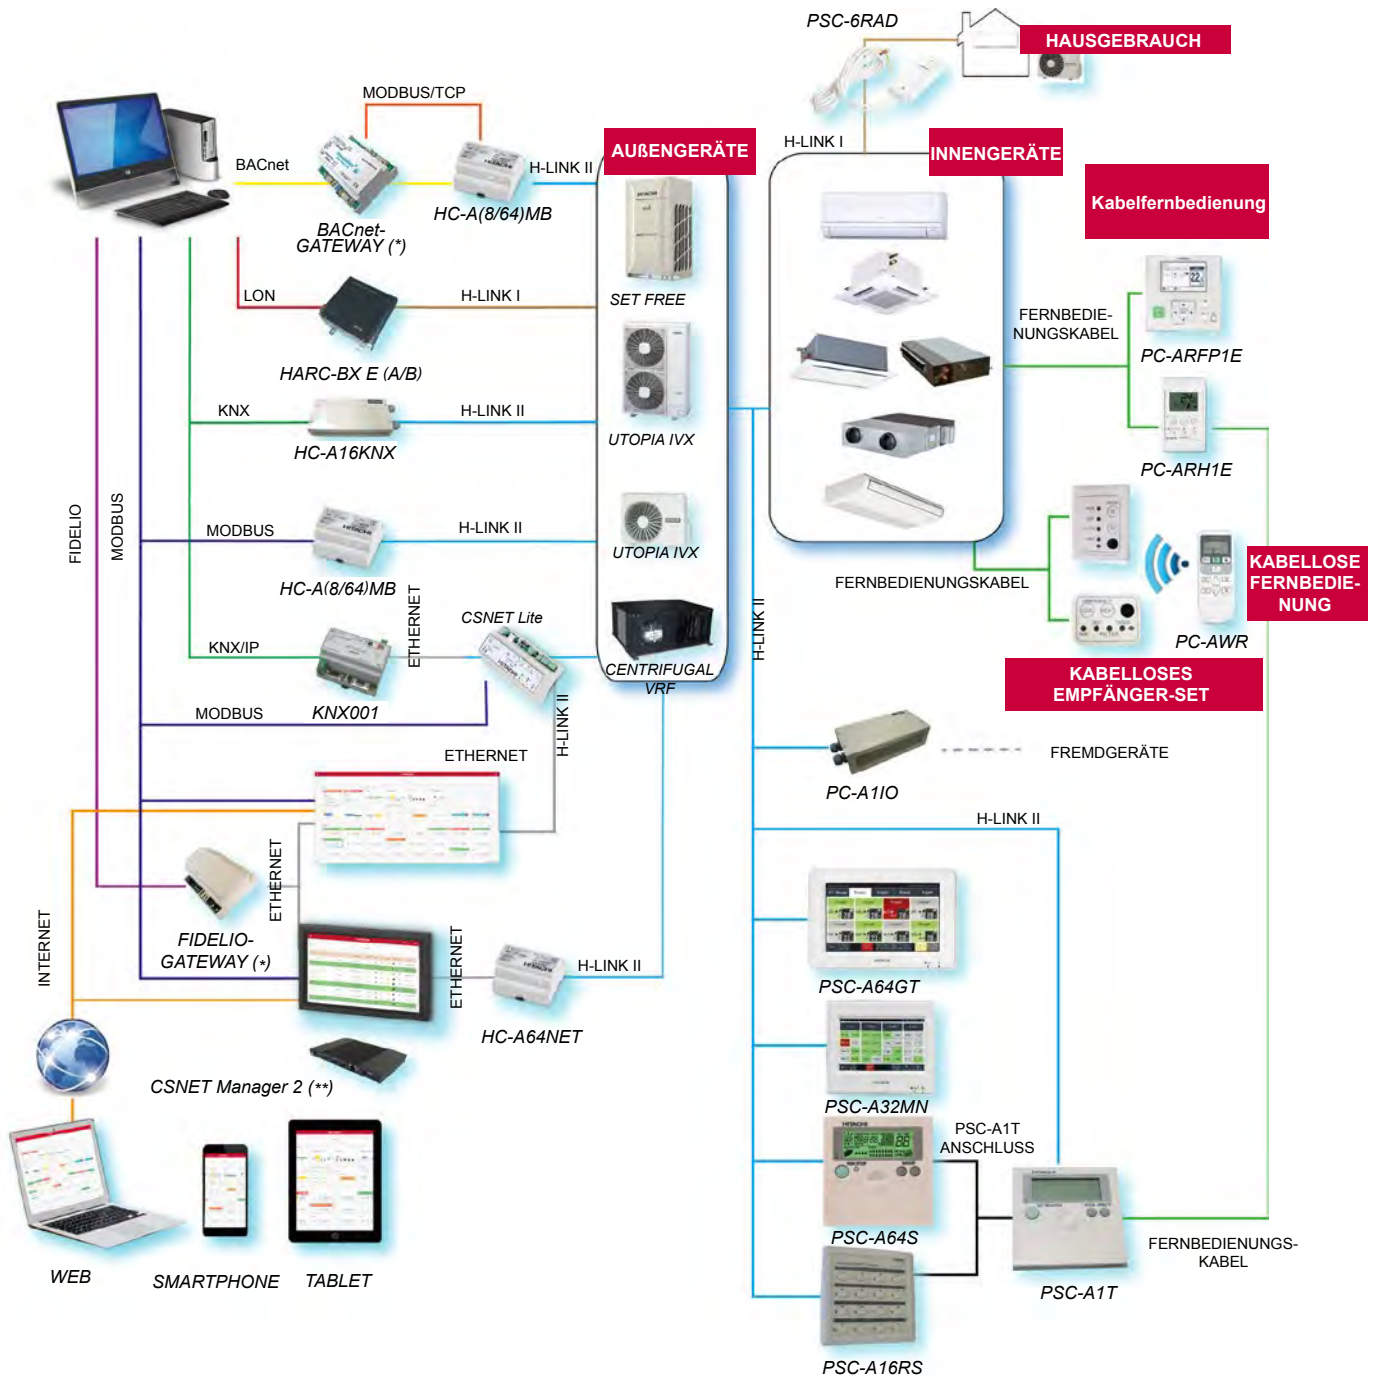 PSC-6RAD
HAUSGEBRAUCH
MODBUS/TCP
BACnet
H-LINK II
AUßENGERÄTE
H-LINK I
INNENGERÄTE
Kabelfernbedienung
HC-A(8/64)MB
BACnet-
GATEWAY (*)
SET FREE
LON
H-LINK I
HARC-BX E (A/B)
FERNBEDIE-
NUNGSKABEL
PC-ARFP1E
KNX
H-LINK II
HC-A16KNX
UTOPIA IVX
PC-ARH1E
FIDELIO
MODBUS
MODBUS
H-LINK II
HC-A(8/64)MB
UTOPIA IVX
FERNBEDIENUNGSKABEL
KABELLOSE
FERNBEDIE-
NUNG
PC-AWR
KABELLOSES
EMPFÄNGER-SET
KNX/IP
ETHERNET
CSNET Lite
KNX001
CENTRIFUGAL
VRF
H-LINK II
MODBUS
H-LINK II
ETHERNET
PC-A1IO
FREMDGERÄTE
H-LINK II
ETHERNET
INTERNET
FIDELIO-
GATEWAY (*)
ETHERNET
H-LINK II
HC-A64NET
PSC-A64GT
CSNET Manager 2 (**)
PSC-A32MN
PSC-A1T
ANSCHLUSS
HITACHI
PSC-A64S
WEB
SMARTPHONE
TABLET
PSC-A1T
FERNBEDIENUNGS-
KABEL
PSC-A16RS